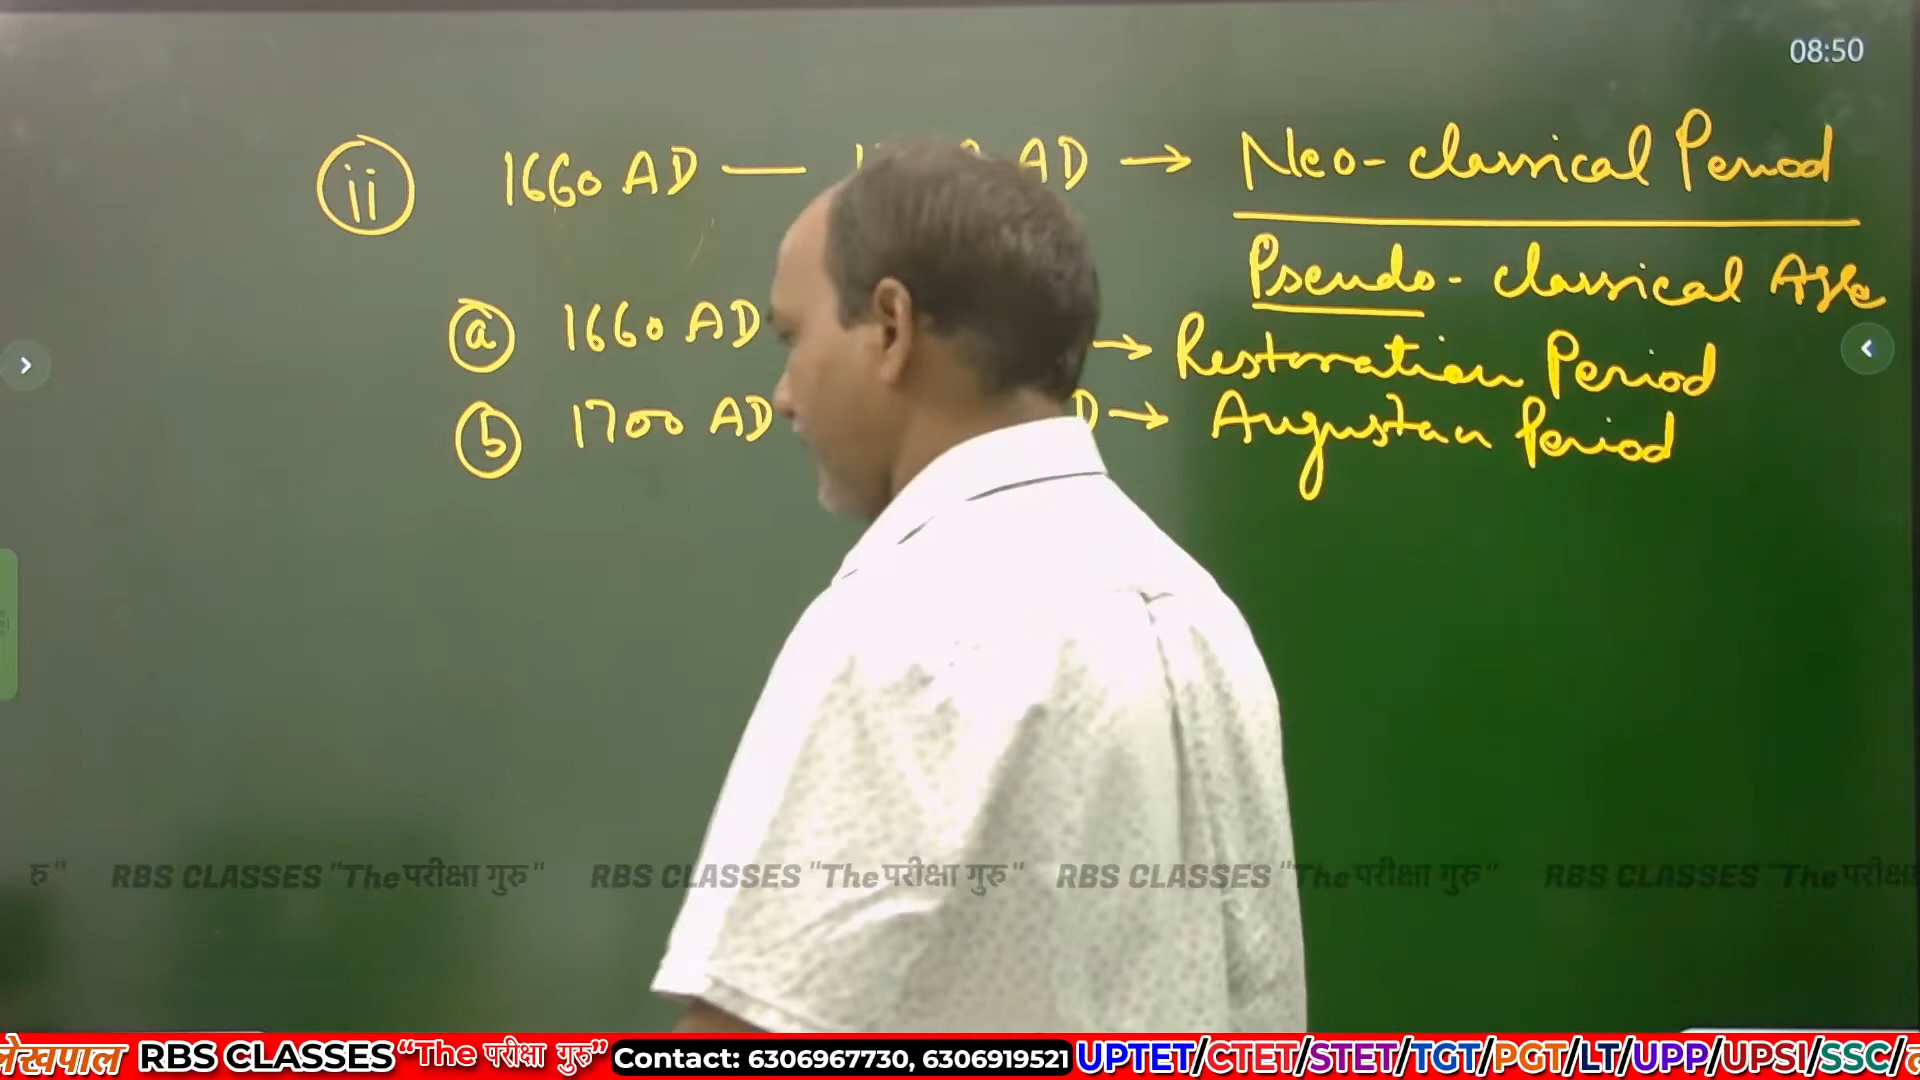 08:50
ii 1660 AD — AD → Neo-classical Period
Pseudo-classical Age
a 1660 AD → Restoration Period
b 1700 AD → Augustan Period
रु" RBS CLASSES "The परीक्षा गुरु" RBS CLASSES "The परीक्षा गुरु" RBS CLASSES "The परीक्षा गुरु" RBS CLASSES "The
लेखपाल RBS CLASSES “The परीक्षा गुरु” Contact: 6306967730, 6306919521 UPTET/CTET/STET/TGT/PGT/LT/UPP/UPSI/SSC/